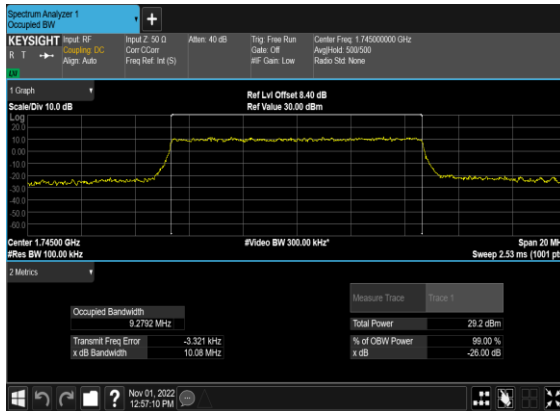 Spectrum Analyzer 1
Occupied BW
KEYSIGHT
R T
Input: RF
Coupling: DC
Align: Auto
Input Z: 50 Ω
Corr CCorr
Freq Ref: Int (S)
Atten: 40 dB
Trig: Free Run
Gate: Off
#IF Gain: Low
Center Freq: 1.745000000 GHz
Avg|Hold: 500/500
Radio Std: None
1 Graph
Scale/Div 10.0 dB
Ref Lvl Offset 8.40 dB
Ref Value 30.00 dBm
Log
20.0
10.0
0.00
-10.0
-20.0
-30.0
-40.0
-50.0
-60.0
Center 1.74500 GHz
#Res BW 100.00 kHz
#Video BW 300.00 kHz*
Span 20 MH
Sweep 2.53 ms (1001 pt
2 Metrics
Measure Trace
Trace 1
Occupied Bandwidth
9.2792 MHz
Total Power
29.2 dBm
Transmit Freq Error
-3.321 kHz
% of OBW Power
99.00 %
x dB Bandwidth
10.08 MHz
x dB
-26.00 dB
Nov 01, 2022
12:57:10 PM